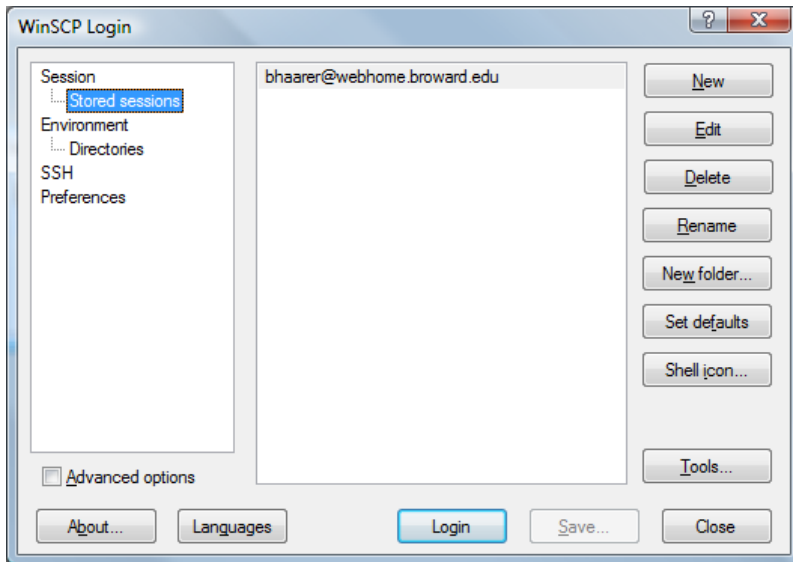 WinSCP Login
?
X
Session
Stored sessions
Environment
Directories
SSH
Preferences
Advanced options
bhaarer@webhome.broward.edu
New
Edit
Delete
Rename
New folder...
Set defaults
Shell icon...
Tools...
About...
Languages
Login
Save...
Close